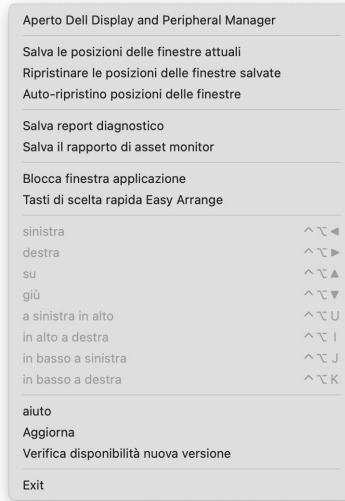 Aperto Dell Display and Peripheral Manager
Salva le posizioni delle finestre attuali
Ripristinare le posizioni delle finestre salvate
Auto-ripristino posizioni delle finestre
Salva report diagnostico
Salva il rapporto di asset monitor
Blocca finestra applicazione
Tasti di scelta rapida Easy Arrange
sinistra ^⌥◀
destra ^⌥▶
su ^⌥▲
giù ^⌥▼
a sinistra in alto ^⌥U
in alto a destra ^⌥I
in basso a sinistra ^⌥J
in basso a destra ^⌥K
aiuto
Aggiorna
Verifica disponibilità nuova versione
Exit